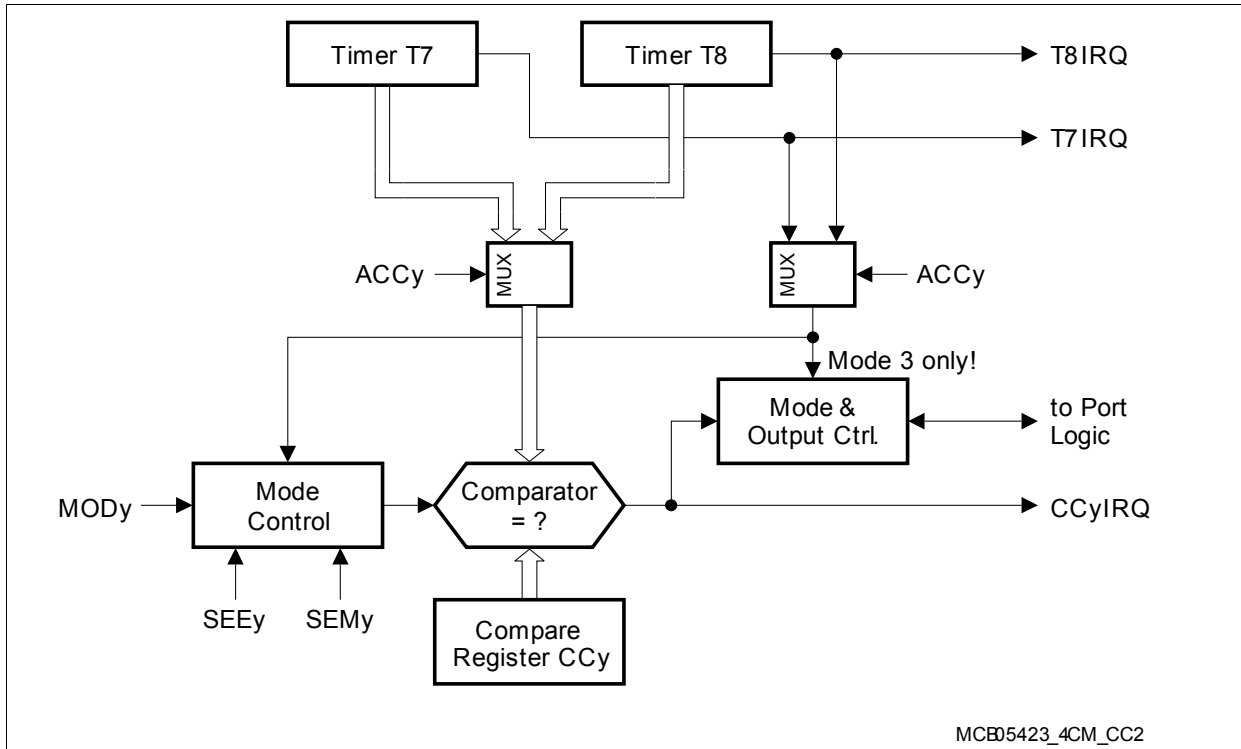 Timer T7
Timer T8
T8IRQ
T7IRQ
ACCy
MUX
MUX
ACCy
Mode 3 only!
Mode &
Output Ctrl.
to Port
Logic
MODy
Mode
Control
Comparator
= ?
CCyIRQ
SEEy
SEMy
Compare
Register CCy
MCB05423_4CM_CC2